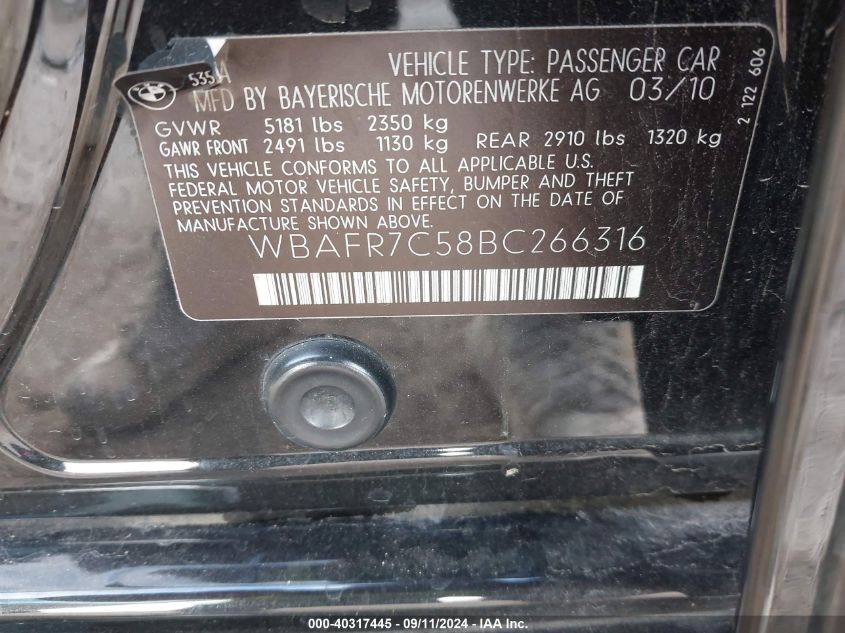 535iA VEHICLE TYPE: PASSENGER CAR
MFD BY BAYERISCHE MOTORENWERKE AG 03/10
GVWR 5181 lbs 2350 kg
GAWR FRONT 2491 lbs 1130 kg REAR 2910 lbs 1320 kg
THIS VEHICLE CONFORMS TO ALL APPLICABLE U.S.
FEDERAL MOTOR VEHICLE SAFETY, BUMPER AND THEFT
PREVENTION STANDARDS IN EFFECT ON THE DATE OF
MANUFACTURE SHOWN ABOVE.
WBAFR7C58BC266316
2 122 606
000-40317445 - 09/11/2024 - IAA Inc.